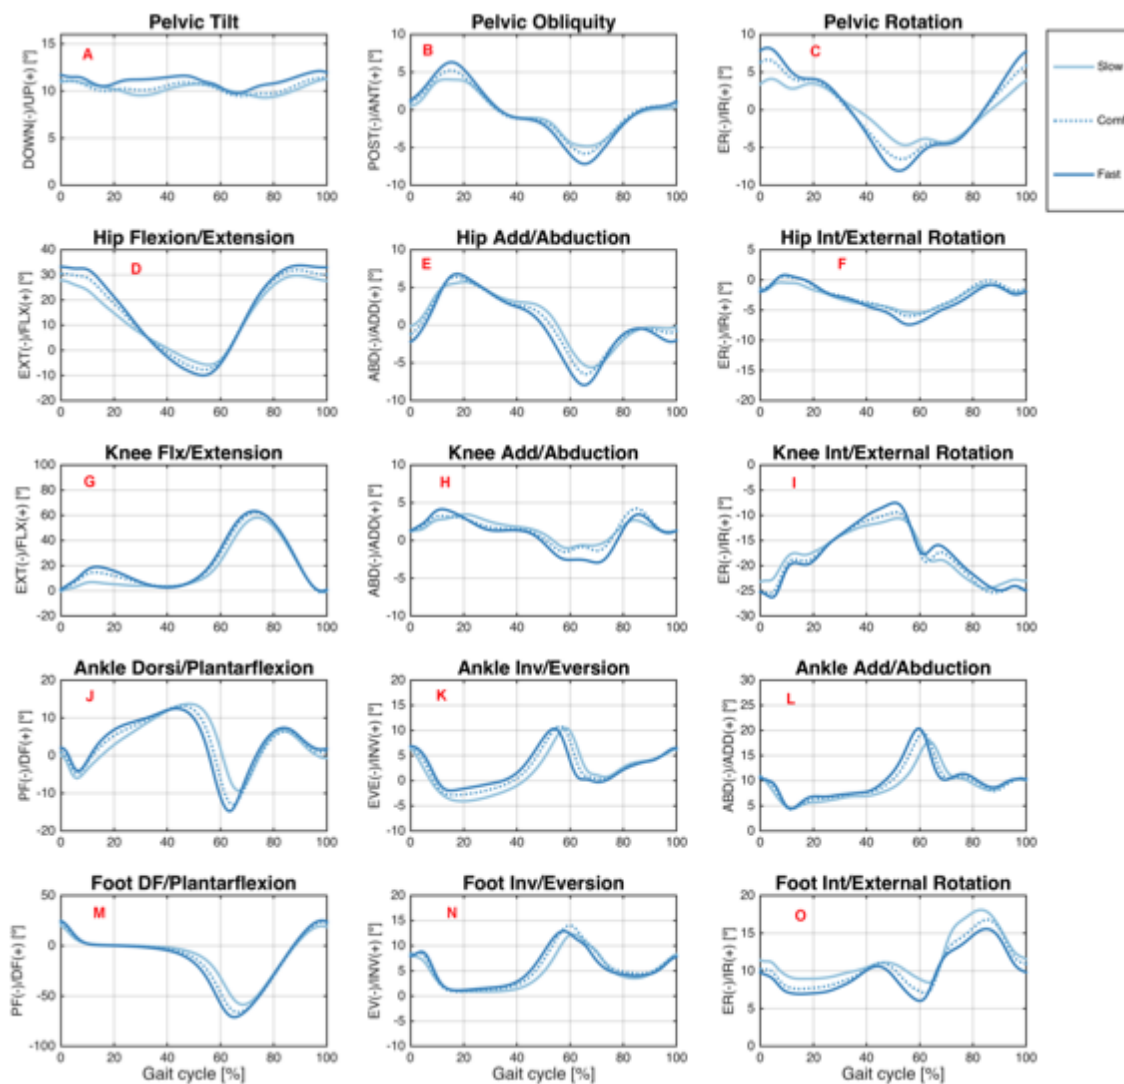 Pelvic Tilt
A
DOWN(-)/UP(+) [°]
15
10
5
0
0 20 40 60 80 100
Pelvic Obliquity
B
POST(-)/ANT(+) [°]
10
5
0
-5
-10
0 20 40 60 80 100
Pelvic Rotation
C
ER(-)/IR(+) [°]
10
5
0
-5
-10
0 20 40 60 80 100
Slow
Comf
Fast
Hip Flexion/Extension
D
EXT(-)/FLX(+) [°]
40
30
20
10
0
-10
-20
0 20 40 60 80 100
Hip Add/Abduction
E
ABD(-)/ADD(+) [°]
10
5
0
-5
-10
0 20 40 60 80 100
Hip Int/External Rotation
F
ER(-)/IR(+) [°]
5
0
-5
-10
-15
-20
0 20 40 60 80 100
Knee Flx/Extension
G
EXT(-)/FLX(+) [°]
100
80
60
40
20
0
-20
0 20 40 60 80 100
Knee Add/Abduction
H
ABD(-)/ADD(+) [°]
10
5
0
-5
-10
0 20 40 60 80 100
Knee Int/External Rotation
I
ER(-)/IR(+) [°]
0
-5
-10
-15
-20
-25
-30
0 20 40 60 80 100
Ankle Dorsi/Plantarflexion
J
PF(-)/DF(+) [°]
20
10
0
-10
-20
0 20 40 60 80 100
Ankle Inv/Eversion
K
EVE(-)/INV(+) [°]
20
15
10
5
0
-5
-10
0 20 40 60 80 100
Ankle Add/Abduction
L
ABD(-)/ADD(+) [°]
30
25
20
15
10
5
0
0 20 40 60 80 100
Foot DF/Plantarflexion
M
PF(-)/DF(+) [°]
50
0
-50
-100
0 20 40 60 80 100
Gait cycle [%]
Foot Inv/Eversion
N
EV(-)/INV(+) [°]
20
15
10
5
0
-5
-10
0 20 40 60 80 100
Gait cycle [%]
Foot Int/External Rotation
O
ER(-)/IR(+) [°]
20
15
10
5
0
-5
0 20 40 60 80 100
Gait cycle [%]